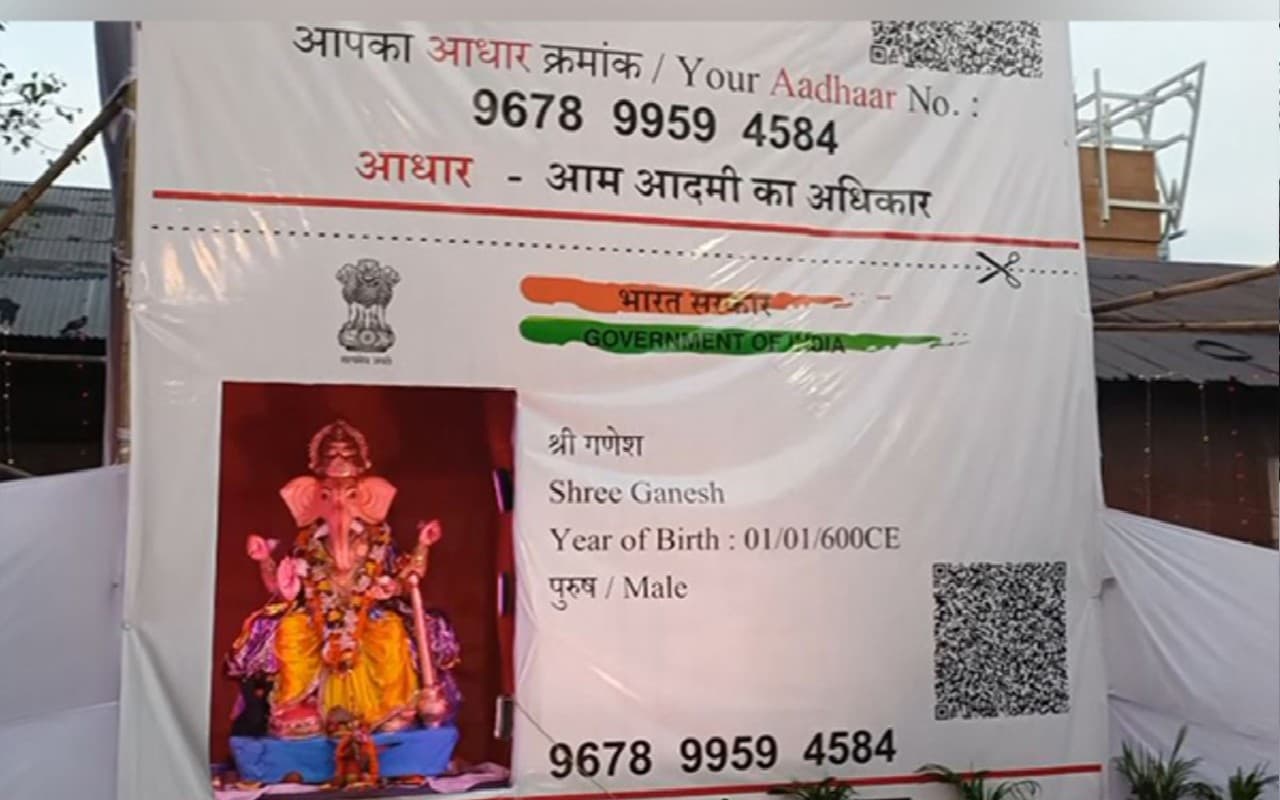 आपका आधार क्रमांक / Your Aadhaar No. :
9678 9959 4584
आधार - आम आदमी का अधिकार
भारत सरकार
GOVERNMENT OF INDIA
श्री गणेश
Shree Ganesh
Year of Birth : 01/01/600CE
पुरुष / Male
9678 9959 4584